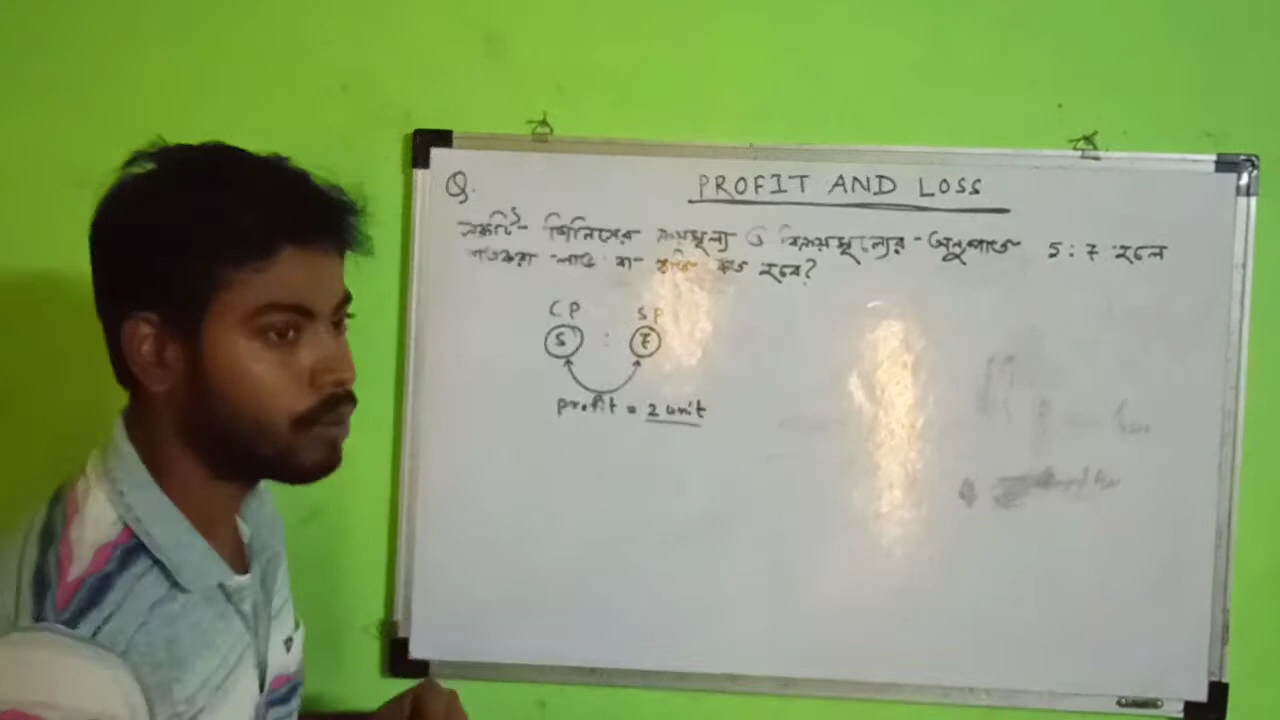 Q.
PROFIT AND LOSS
একটি জিনিসের ক্রয়মূল্য ও বিক্রয়মূল্যের অনুপাত 5 : 7 হলে
শতকরা লাভ বা ক্ষতি কত হবে?
CP SP
5 : 7
profit = 2 unit